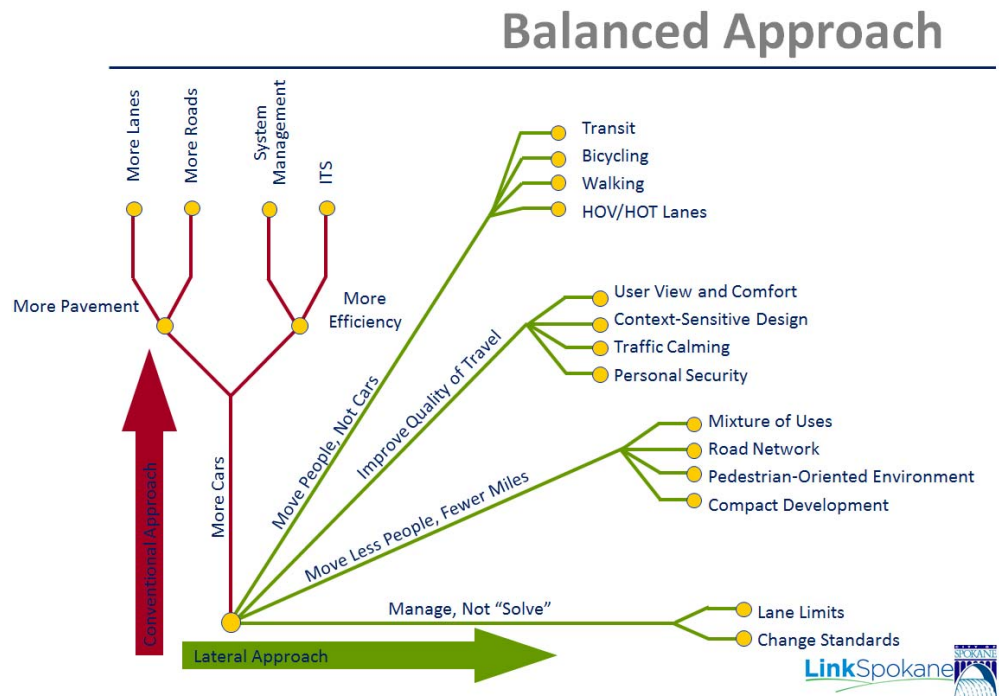 Balanced Approach
More Lanes
More Roads
System
Management
ITS
More Pavement
More
Efficiency
More Cars
Conventional Approach
Move People, Not Cars
Transit
Bicycling
Walking
HOV/HOT Lanes
Improve Quality of Travel
User View and Comfort
Context-Sensitive Design
Traffic Calming
Personal Security
Move Less People, Fewer Miles
Mixture of Uses
Road Network
Pedestrian-Oriented Environment
Compact Development
Manage, Not “Solve”
Lane Limits
Change Standards
Lateral Approach
LinkSpokane
CITY OF
SPOKANE